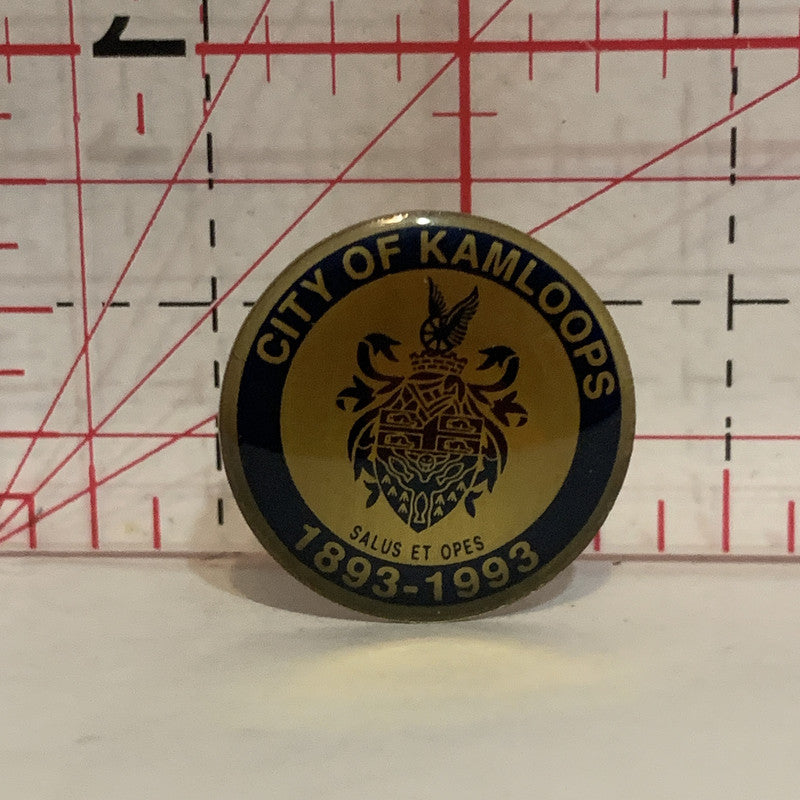 CITY OF KAMLOOPS
SALUS ET OPES
1893-1993